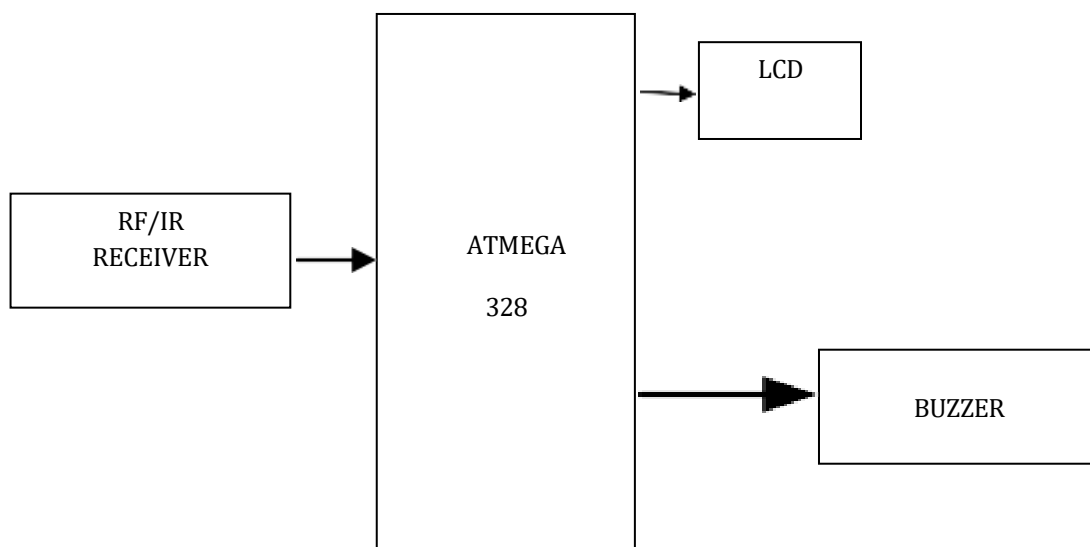 LCD
RF/IR
RECEIVER
ATMEGA
328
BUZZER